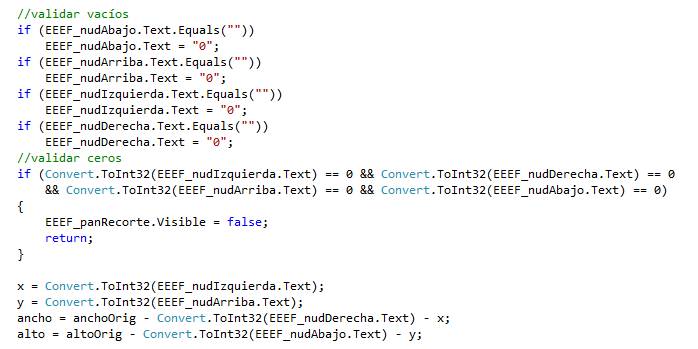 //validar vacíos
if (EEEF_nudAbajo.Text.Equals(""))
    EEEF_nudAbajo.Text = "0";
if (EEEF_nudArriba.Text.Equals(""))
    EEEF_nudArriba.Text = "0";
if (EEEF_nudIzquierda.Text.Equals(""))
    EEEF_nudIzquierda.Text = "0";
if (EEEF_nudDerecha.Text.Equals(""))
    EEEF_nudDerecha.Text = "0";
//validar ceros
if (Convert.ToInt32(EEEF_nudIzquierda.Text) == 0 && Convert.ToInt32(EEEF_nudDerecha.Text) == 0
    && Convert.ToInt32(EEEF_nudArriba.Text) == 0 && Convert.ToInt32(EEEF_nudAbajo.Text) == 0)
{
    EEEF_panRecorte.Visible = false;
    return;
}
x = Convert.ToInt32(EEEF_nudIzquierda.Text);
y = Convert.ToInt32(EEEF_nudArriba.Text);
ancho = anchoOrig - Convert.ToInt32(EEEF_nudDerecha.Text) - x;
alto = altoOrig - Convert.ToInt32(EEEF_nudAbajo.Text) - y;